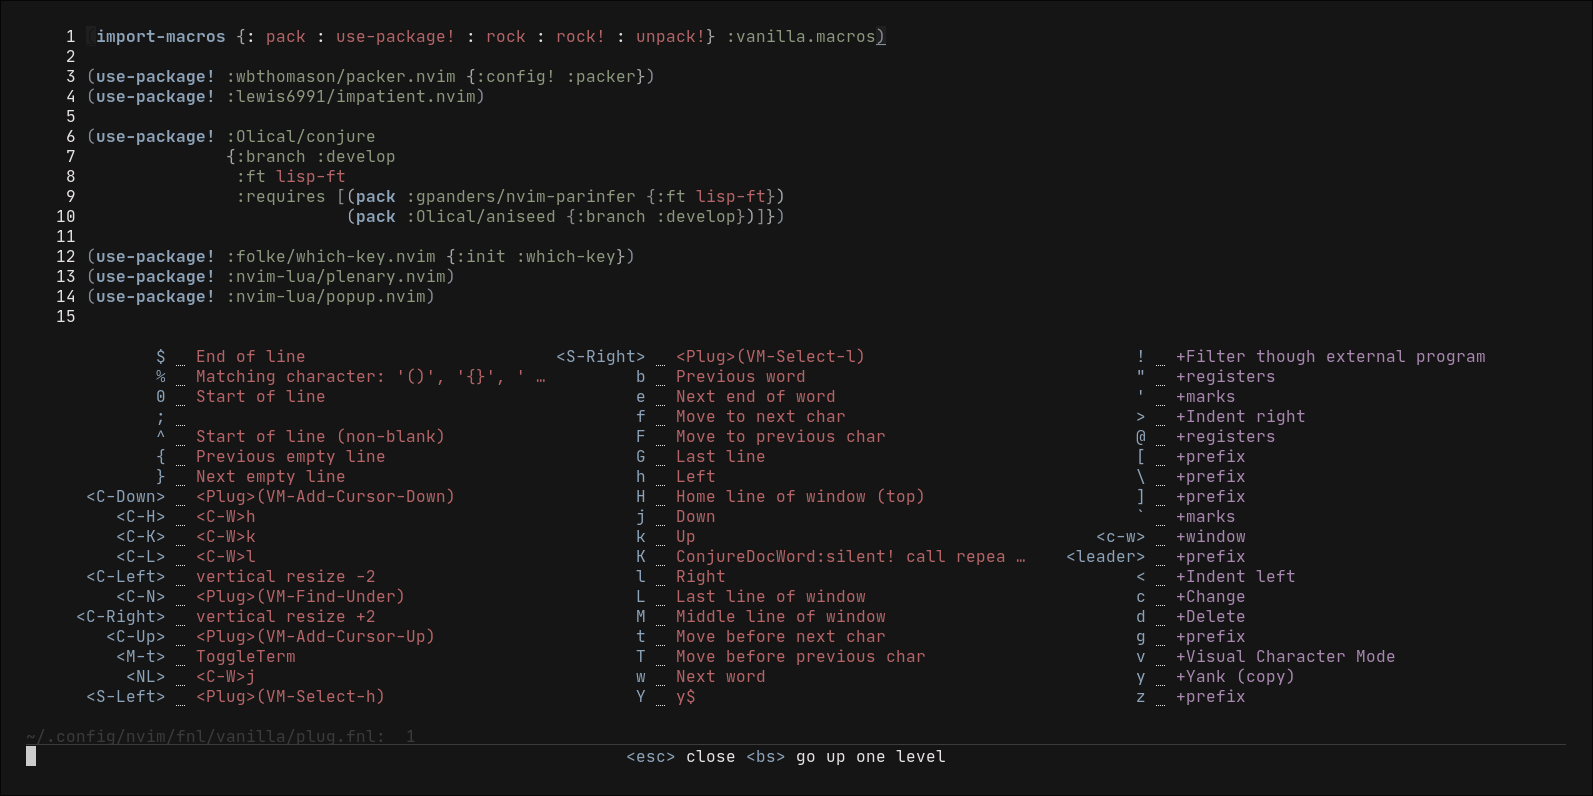 1 (import-macros {: pack : use-package! : rock : rock! : unpack!} :vanilla.macros)
2
3 (use-package! :wbthomason/packer.nvim {:config! :packer})
4 (use-package! :lewis6991/impatient.nvim)
5
6 (use-package! :Olical/conjure
7               {:branch :develop
8                :ft lisp-ft
9                :requires [(pack :gpanders/nvim-parinfer {:ft lisp-ft})
10                           (pack :Olical/aniseed {:branch :develop})]})
11
12 (use-package! :folke/which-key.nvim {:init :which-key})
13 (use-package! :nvim-lua/plenary.nvim)
14 (use-package! :nvim-lua/popup.nvim)
15
$ _ End of line <S-Right> _ <Plug>(VM-Select-l) ! _ +Filter though external program
% _ Matching character: '()', '{}', ' … b _ Previous word " _ +registers
0 _ Start of line e _ Next end of word ' _ +marks
; _ f _ Move to next char > _ +Indent right
^ _ Start of line (non-blank) F _ Move to previous char @ _ +registers
{ _ Previous empty line G _ Last line [ _ +prefix
} _ Next empty line h _ Left \ _ +prefix
<C-Down> _ <Plug>(VM-Add-Cursor-Down) H _ Home line of window (top) ] _ +prefix
<C-H> _ <C-W>h j _ Down ` _ +marks
<C-K> _ <C-W>k k _ Up <c-w> _ +window
<C-L> _ <C-W>l K _ ConjureDocWord:silent! call repea … <leader> _ +prefix
<C-Left> _ vertical resize -2 l _ Right < _ +Indent left
<C-N> _ <Plug>(VM-Find-Under) L _ Last line of window c _ +Change
<C-Right> _ vertical resize +2 M _ Middle line of window d _ +Delete
<C-Up> _ <Plug>(VM-Add-Cursor-Up) t _ Move before next char g _ +prefix
<M-t> _ ToggleTerm T _ Move before previous char v _ +Visual Character Mode
<NL> _ <C-W>j w _ Next word y _ +Yank (copy)
<S-Left> _ <Plug>(VM-Select-h) Y _ y$ z _ +prefix
~/.config/nvim/fnl/vanilla/plug.fnl: 1
<esc> close <bs> go up one level